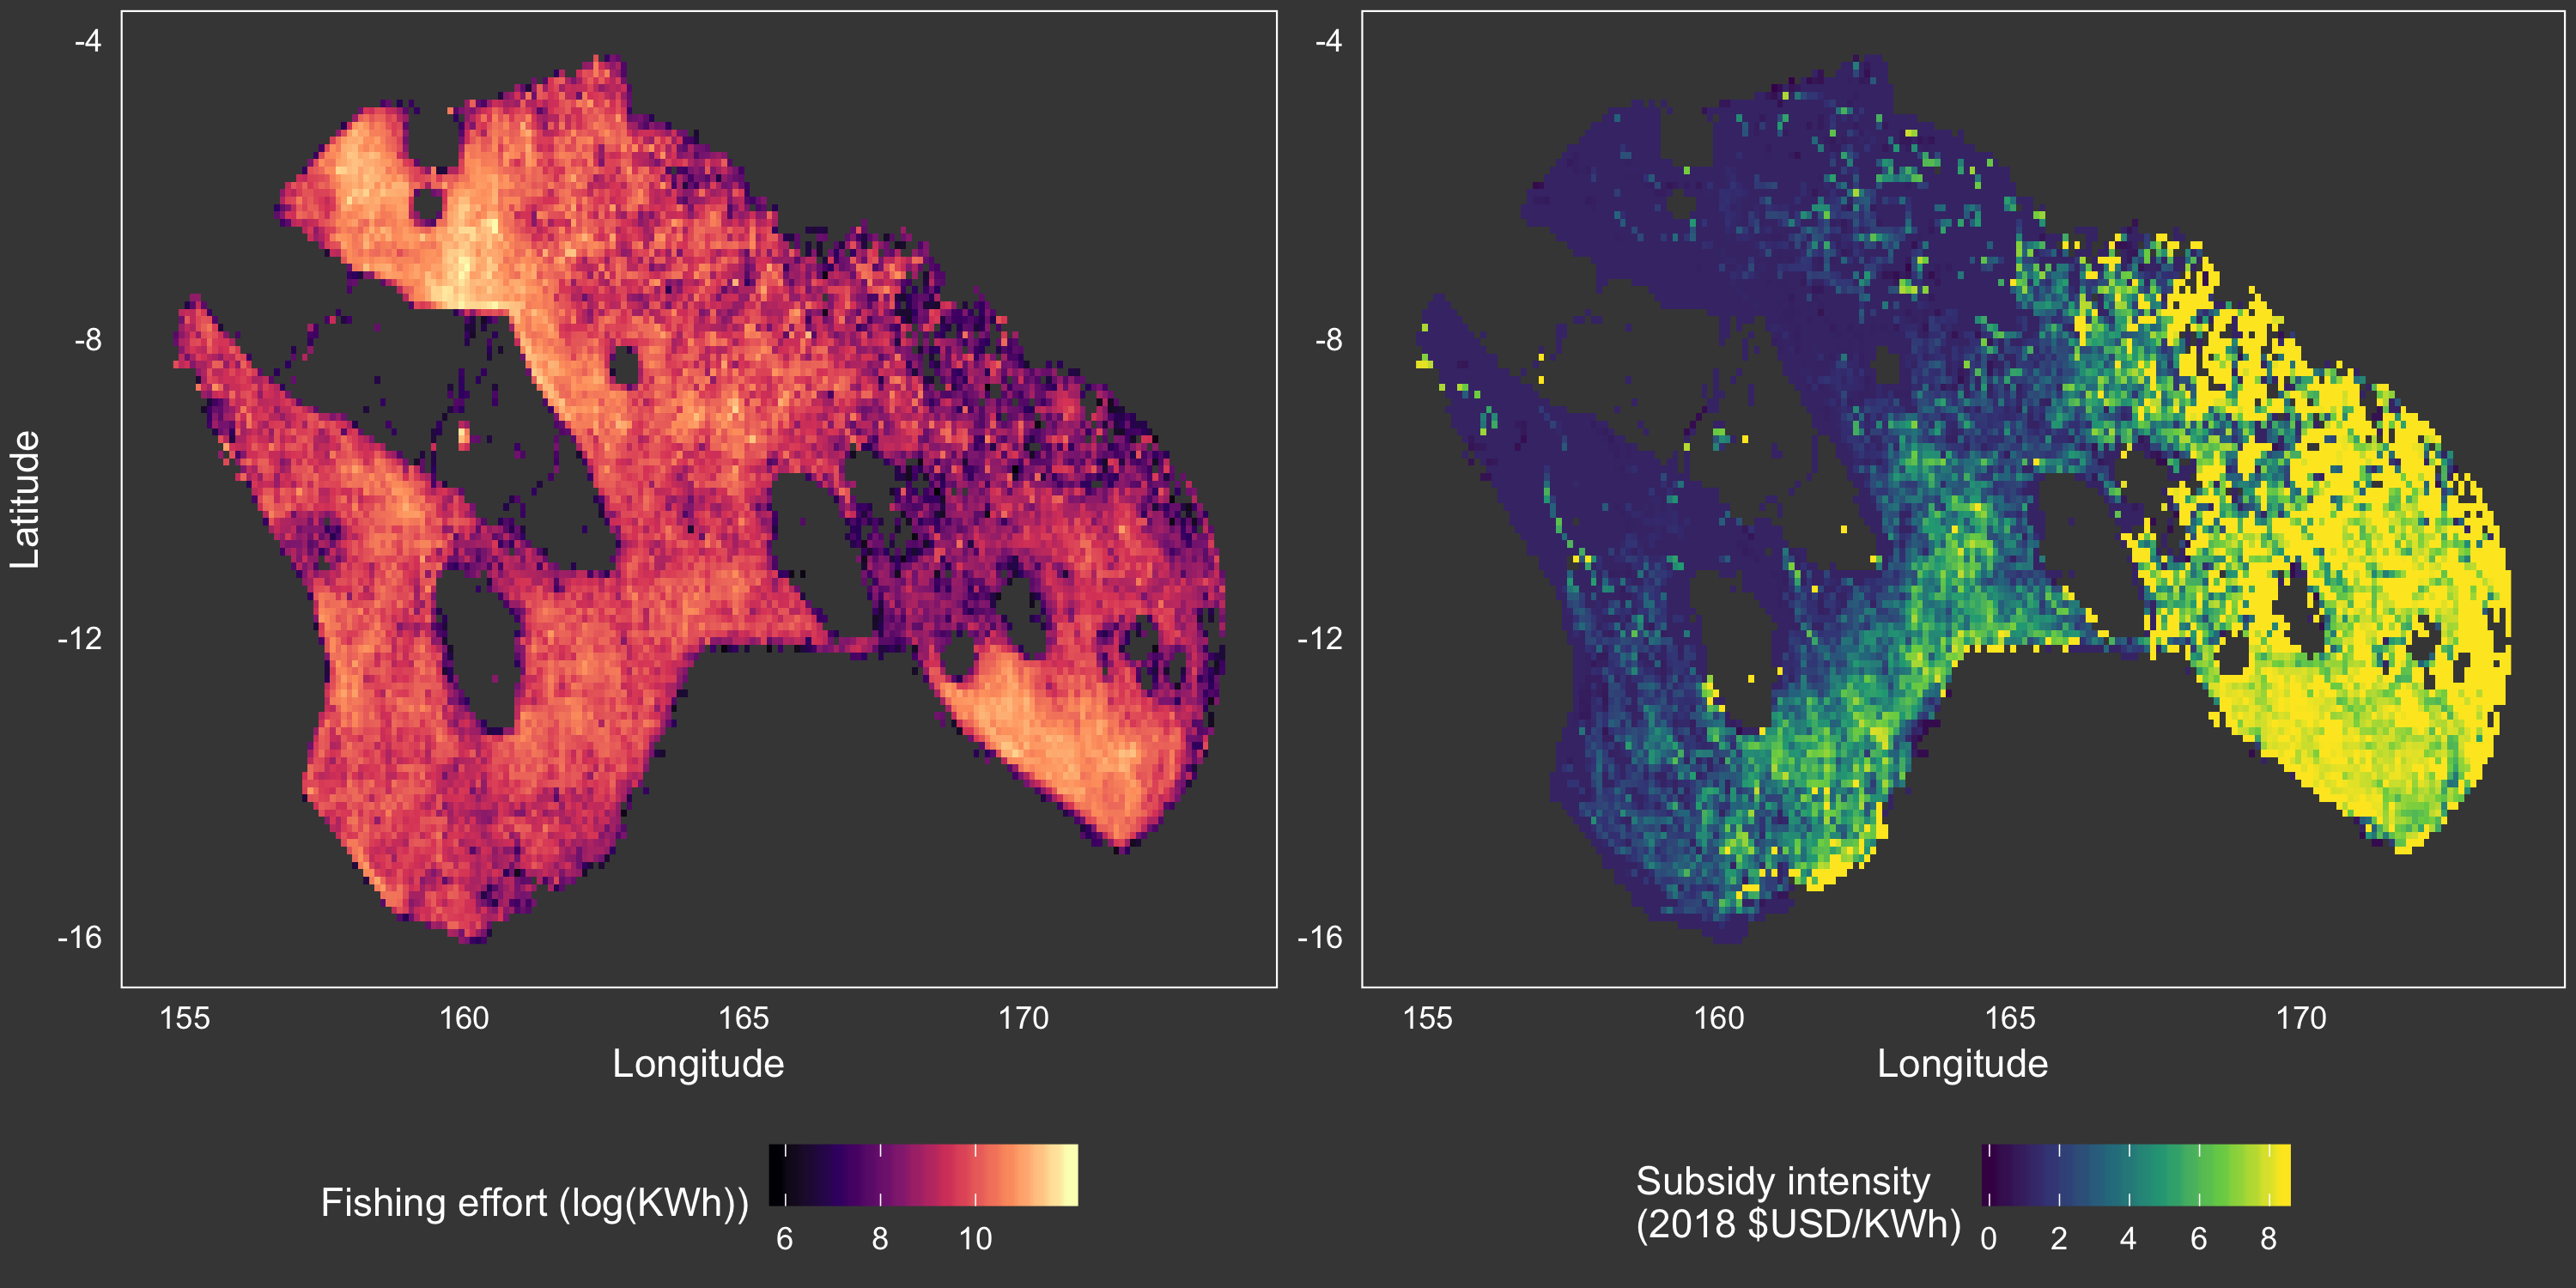 -4
-8
-12
-16
Latitude
155 160 165 170
Longitude
Fishing effort (log(KWh))
6 8 10
-4
-8
-12
-16
155 160 165 170
Longitude
Subsidy intensity
(2018 $USD/KWh)
0 2 4 6 8